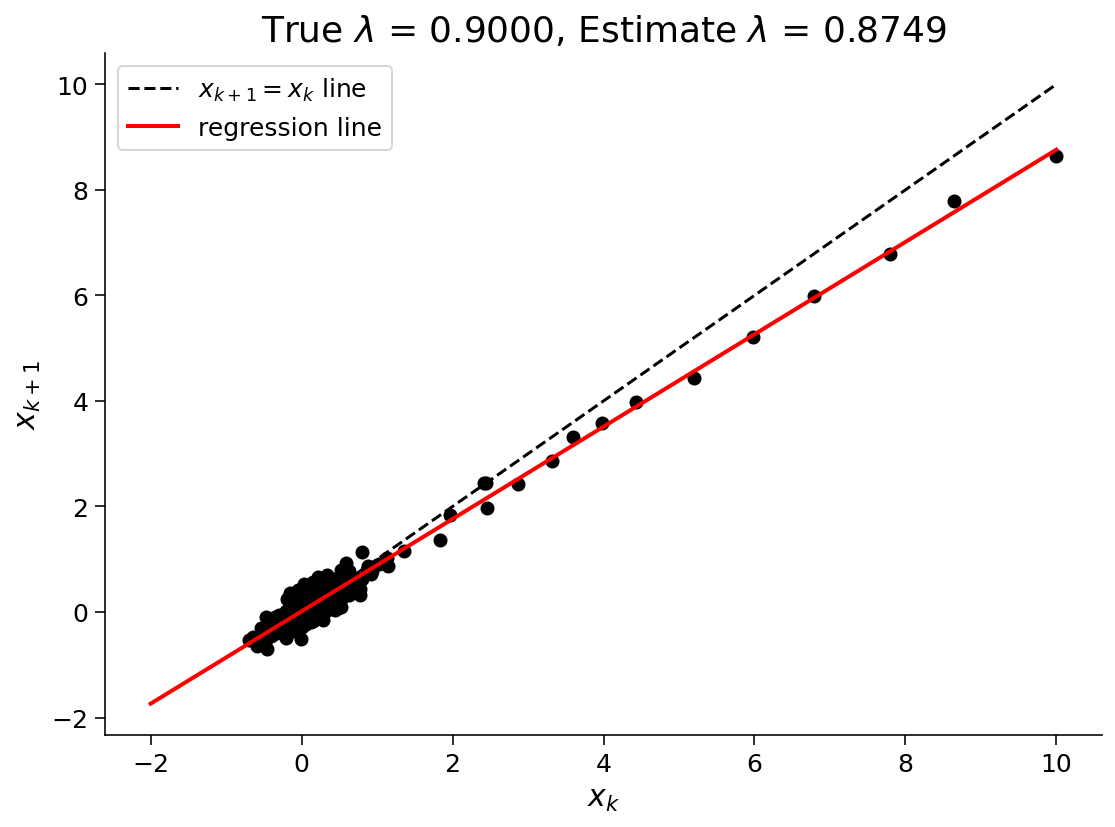 True λ = 0.9000, Estimate λ = 0.8749
x_{k+1} = x_k line
regression line
10
8
6
4
2
0
−2
x_{k+1}
−2 0 2 4 6 8 10
x_k